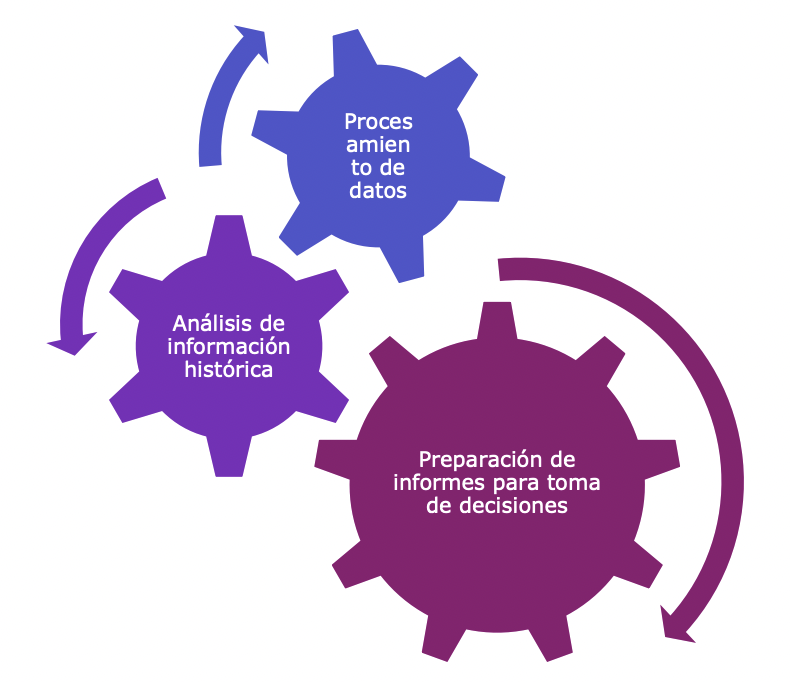 Proces
amien
to de
datos
Análisis de
información
histórica
Preparación de
informes para toma
de decisiones